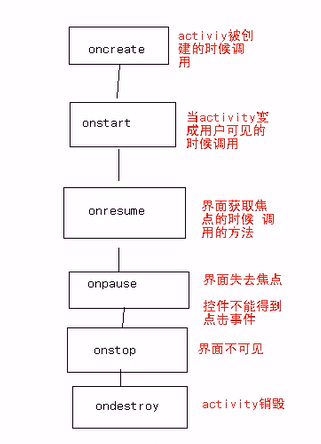 oncreate
activiy被创
建的时候调
用
onstart
当activity变
成用户可见的
时候调用
onresume
界面获取焦
点的时候 调
用的方法
onpause
界面失去焦点
控件不能得到
点击事件
onstop
界面不可见
ondestroy
activity销毁